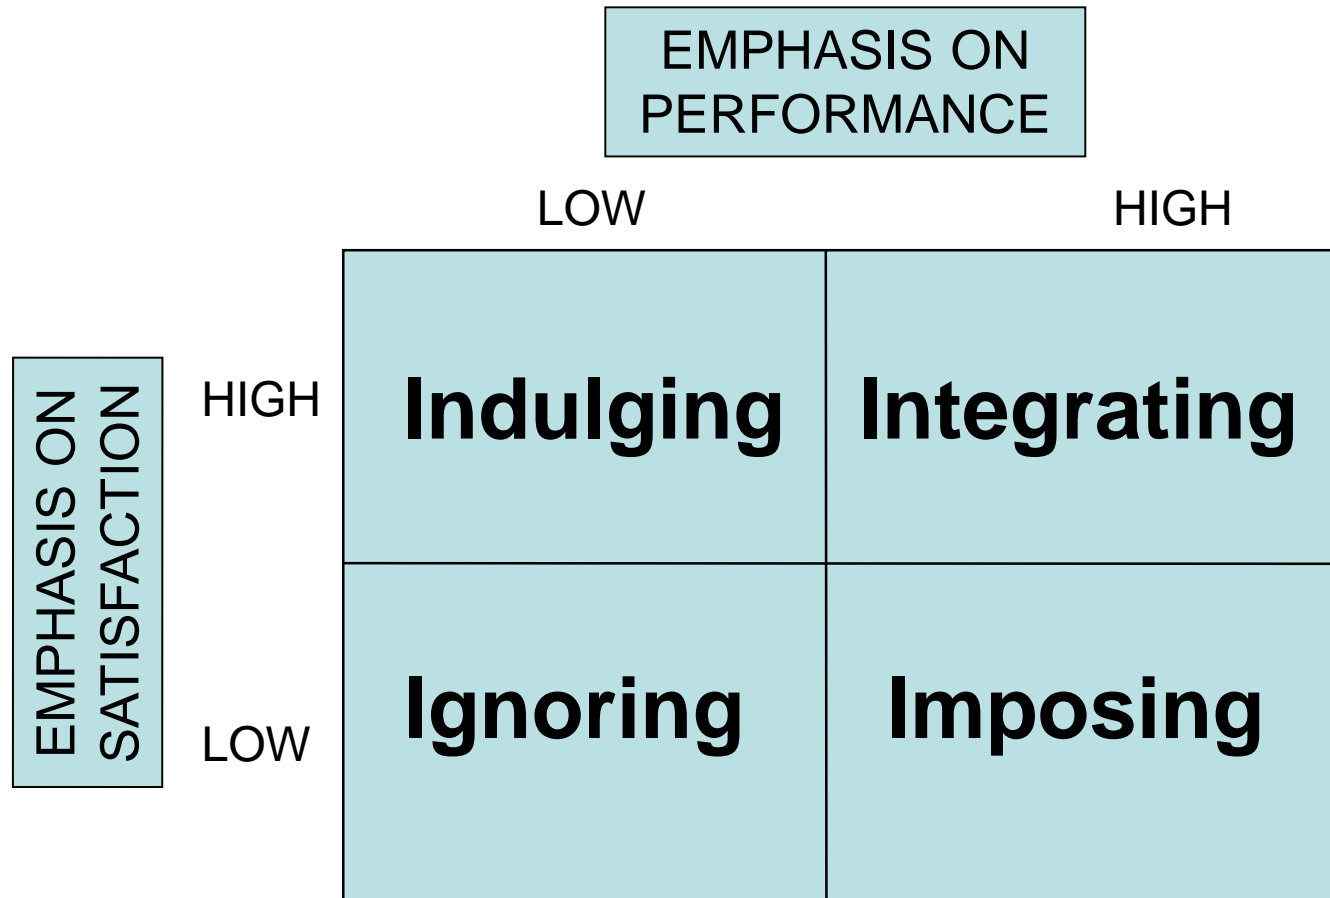 EMPHASIS ON
PERFORMANCE
LOW HIGH
EMPHASIS ON
SATISFACTION
HIGH
Indulging Integrating
LOW
Ignoring Imposing